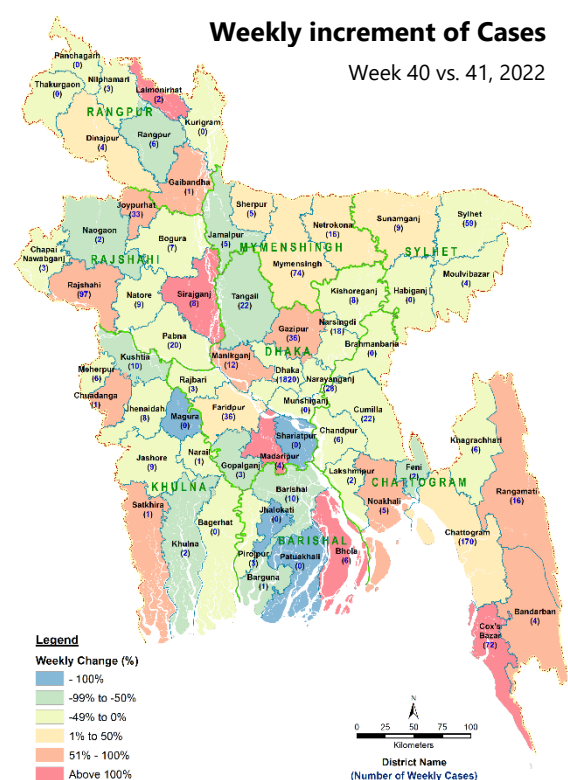 Weekly increment of Cases
Week 40 vs. 41, 2022
Panchagarh
(0)
Thakurgaon
(0)
Nilphamari
(3)
Lalmonirhat
(2)
RANGPUR
Kurigram
(0)
Dinajpur
(4)
Rangpur
(6)
Gaibandha
(1)
Joypurhat
(33)
Sherpur
(5)
Netrokona
(16)
Sunamganj
(9)
Sylhet
(59)
Naogaon
(2)
Bogura
(7)
Jamalpur
(5)
MYMENSINGH
SYLHET
Chapai
Nawabganj
(3)
RAJSHAHI
Mymensingh
(74)
Moulvibazar
(4)
Rajshahi
(97)
Natore
(9)
Sirajganj
(8)
Tangail
(22)
Kishoreganj
(8)
Habiganj
(0)
Pabna
(20)
Gazipur
(36)
Narsingdi
(18)
Brahmanbaria
(0)
Kushtia
(10)
Manikganj
(12)
DHAKA
Meherpur
(6)
Rajbari
(3)
Dhaka
(1820)
Narayanganj
(28)
Chuadanga
(1)
Jhenaidah
(8)
Magura
(0)
Faridpur
(36)
Munshiganj
(0)
Cumilla
(22)
Shariatpur
(0)
Chandpur
(6)
Khagrachhari
(6)
Jashore
(9)
Narail
(1)
Gopalganj
(3)
Madaripur
(4)
Lakshmipur
(2)
Feni
(2)
KHULNA
CHATTOGRAM
Rangamati
(16)
Satkhira
(1)
Barishal
(10)
Noakhali
(5)
Khulna
(2)
Bagerhat
(0)
Jhalokati
(0)
BARISHAL
Chattogram
(170)
Pirojpur
Patuakhali
(0)
Bhola
(6)
Barguna
(1)
Bandarban
(4)
Cox's
Bazar
(72)
Legend
Weekly Change (%)
- 100%
-99% to -50%
-49% to 0%
1% to 50%
51% - 100%
Above 100%
N
0 25 50 75 100
Kilometers
District Name
(Number of Weekly Cases)